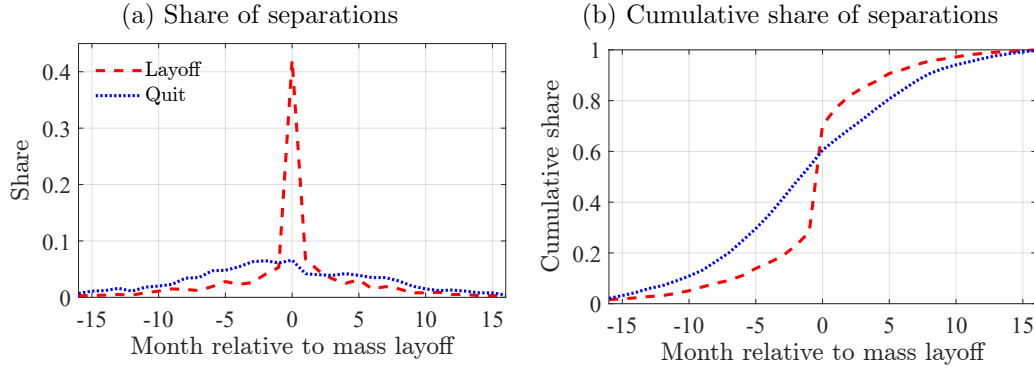 (a) Share of separations
0.4
0.3
0.2
0.1
0
Share
Layoff
Quit
-15 -10 -5 0 5 10 15
Month relative to mass layoff
(b) Cumulative share of separations
1
0.8
0.6
0.4
0.2
0
Cumulative share
-15 -10 -5 0 5 10 15
Month relative to mass layoff